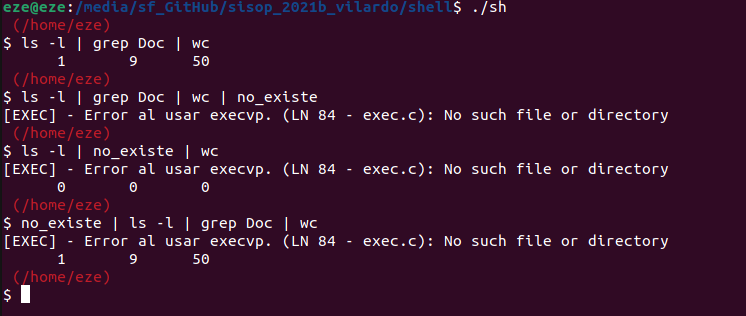 eze@eze:/media/sf_GitHub/sisop_2021b_vilardo/shell$ ./sh
(/home/eze)
$ ls -l | grep Doc | wc
1 9 50
(/home/eze)
$ ls -l | grep Doc | wc | no_existe
[EXEC] - Error al usar execvp. (LN 84 - exec.c): No such file or directory
(/home/eze)
$ ls -l | no_existe | wc
[EXEC] - Error al usar execvp. (LN 84 - exec.c): No such file or directory
0 0 0
(/home/eze)
$ no_existe | ls -l | grep Doc | wc
[EXEC] - Error al usar execvp. (LN 84 - exec.c): No such file or directory
1 9 50
(/home/eze)
$